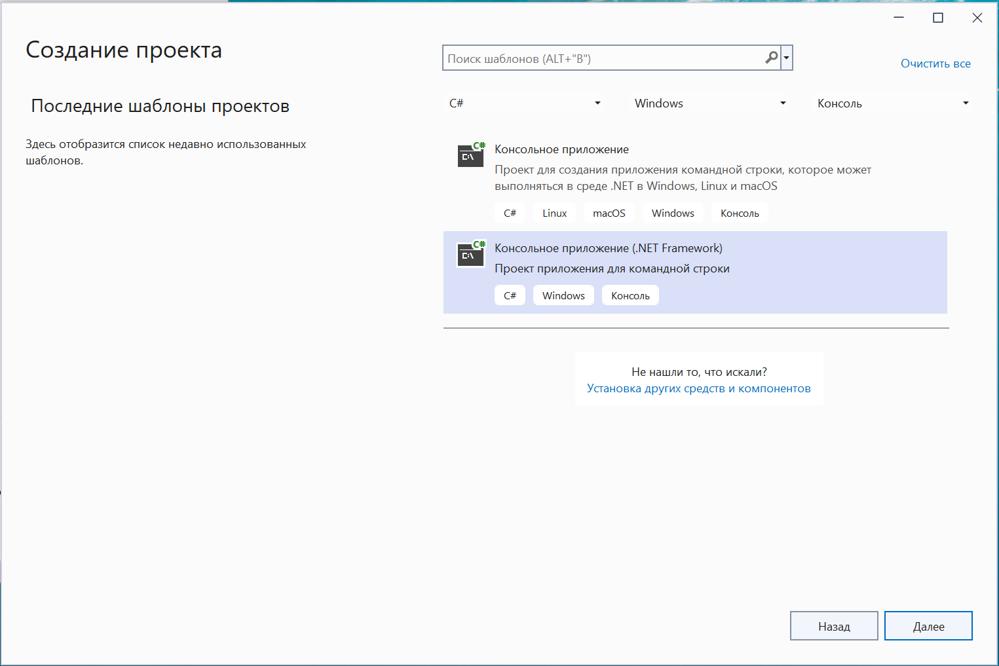 Создание проекта
Поиск шаблонов (ALT+"В")
Очистить все
Последние шаблоны проектов
Здесь отобразится список недавно использованных
шаблонов.
C# Windows Консоль
C#
C:\
Консольное приложение
Проект для создания приложения командной строки, которое может
выполняться в среде .NET в Windows, Linux и macOS
C# Linux macOS Windows Консоль
C#
C:\
Консольное приложение (.NET Framework)
Проект приложения для командной строки
C# Windows Консоль
Не нашли то, что искали?
Установка других средств и компонентов
Назад Далее